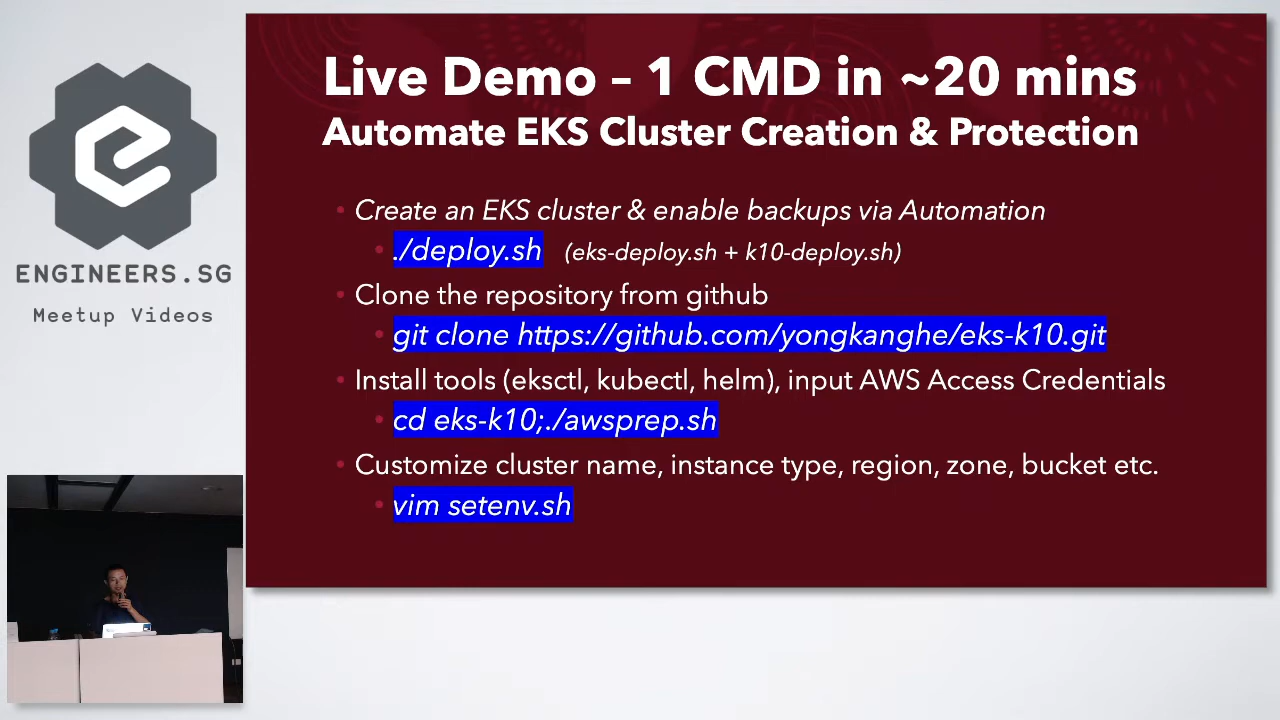 Live Demo – 1 CMD in ~20 mins
Automate EKS Cluster Creation & Protection
• Create an EKS cluster & enable backups via Automation
• ./deploy.sh (eks-deploy.sh + k10-deploy.sh)
• Clone the repository from github
• git clone https://github.com/yongkanghe/eks-k10.git
• Install tools (eksctl, kubectl, helm), input AWS Access Credentials
• cd eks-k10;./awsprep.sh
• Customize cluster name, instance type, region, zone, bucket etc.
• vim setenv.sh
ENGINEERS.SG
Meetup Videos